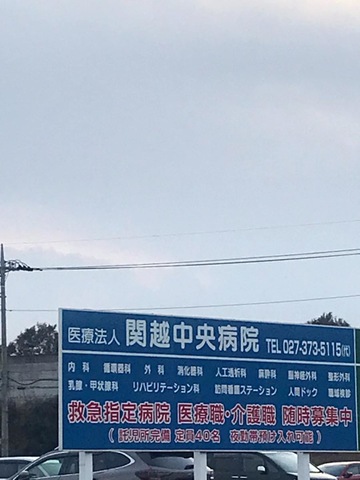 医療法人 関越中央病院 TEL 027-373-5115(代)
内科 循環器科 外科 消化器科 人工透析科 麻酔科 脳神経外科 整形外科
乳腺・甲状腺科 リハビリテーション科 訪問看護ステーション 人間ドック 職域検診
救急指定病院 医療職・介護職 随時募集中
(託児所完備 定員40名 夜勤帯預け入れ可能)